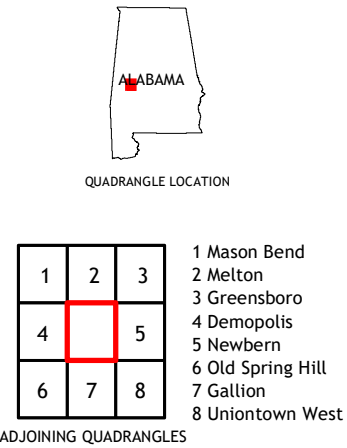 ALABAMA
QUADRANGLE LOCATION
1 2 3
4 5
6 7 8
1 Mason Bend
2 Melton
3 Greensboro
4 Demopolis
5 Newbern
6 Old Spring Hill
7 Gallion
8 Uniontown West
ADJOINING QUADRANGLES